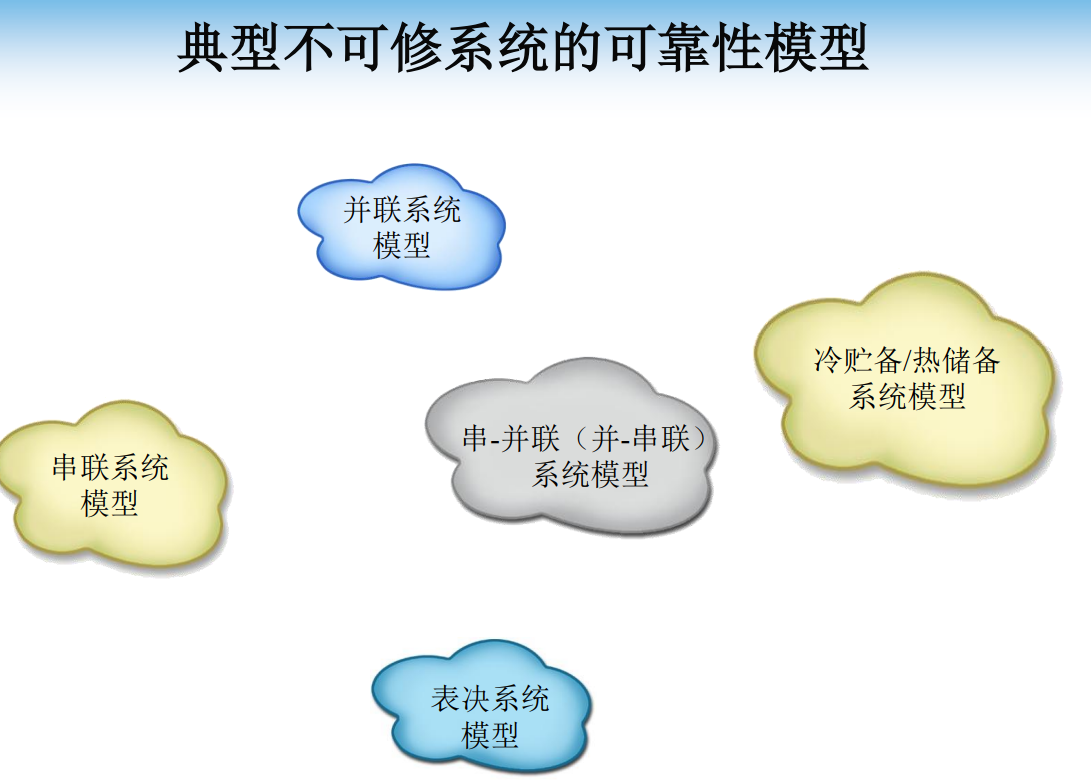 典型不可修系统的可靠性模型
并联系统
模型
冷贮备/热储备
系统模型
串-并联（并-串联）
系统模型
串联系统
模型
表决系统
模型